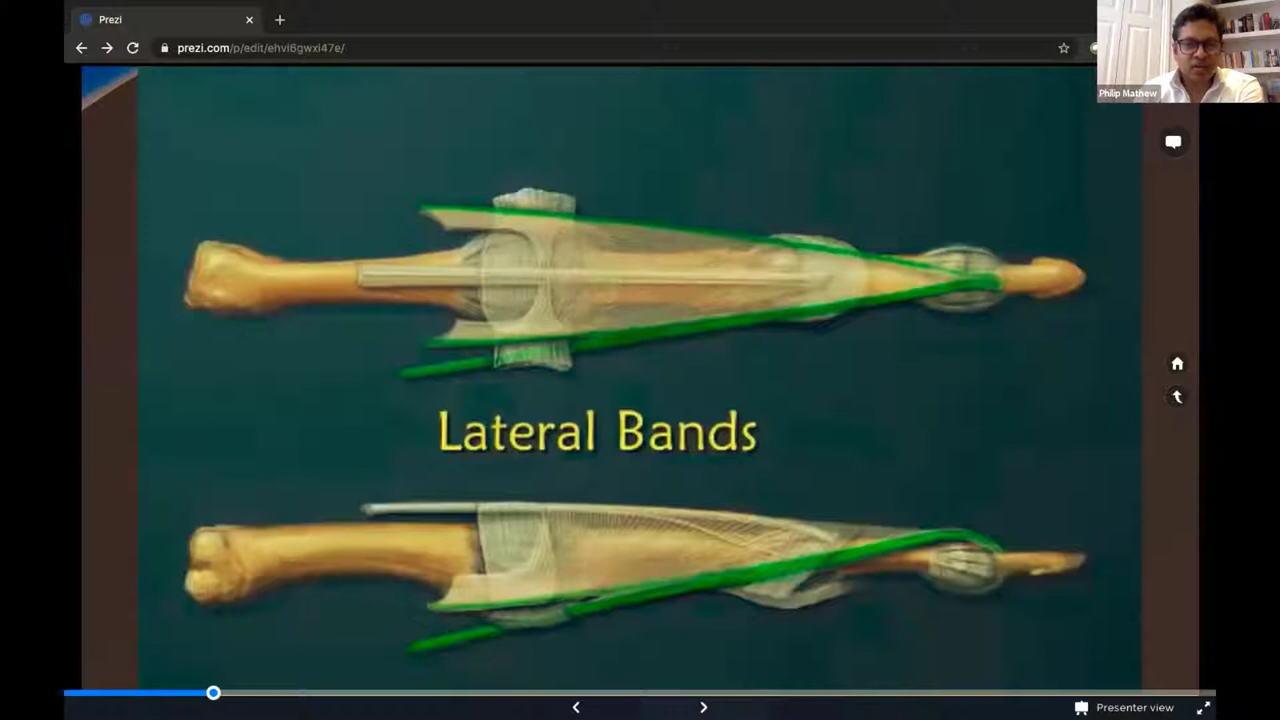 Prezi
prezi.com/p/edit/ehvi6gwxi47e/
Philip Mathew
Lateral Bands
Presenter view